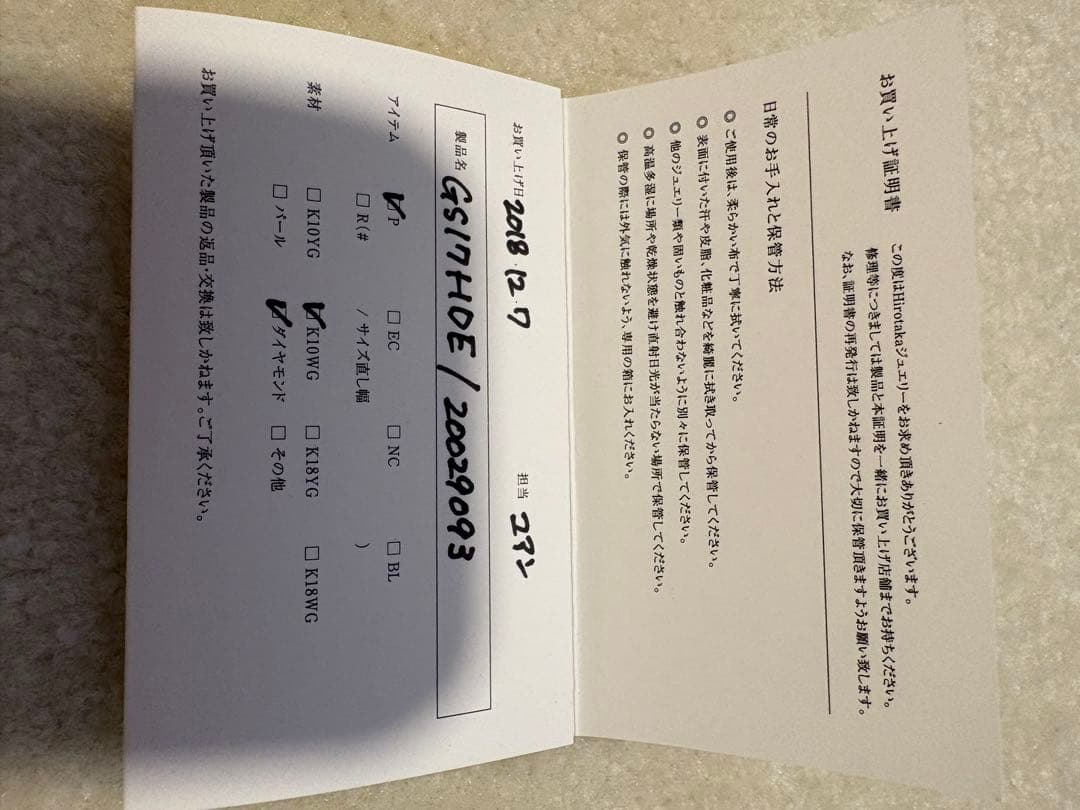 お買い上げ証明書
この度はHirotakaジュエリーをお求め頂きありがとうございます。
修理等につきましては製品と本証明を一緒にお買い上げ店舗までお持ちください。
なお、証明書の再発行は致しかねますので大切に保管頂きますようお願い致します。
日常のお手入れと保管方法
◎ ご使用後は、柔らかい布で丁寧に拭いてください。
◎ 表面に付いた汗や皮脂、化粧品などを綺麗に拭き取ってから保管してください。
◎ 他のジュエリー類や固いものと触れ合わないように別々に保管してください。
◎ 高温多湿に場所や乾燥状態を避け直射日光が当たらない場所で保管してください。
◎ 保管の際には外気に触れないよう、専用の箱にお入れください。
お買い上げ日 2018.12.7 担当 コマン
製品名 GS17HOE/20029093
アイテム ☑ P □ EC □ NC □ BL
□ R(# / サイズ直し幅 )
素材 □ K10YG ☑ K10WG □ K18YG □ K18WG
□ パール ☑ ダイヤモンド □ その他
お買い上げ頂いた製品の返品・交換は致しかねます。ご了承ください。